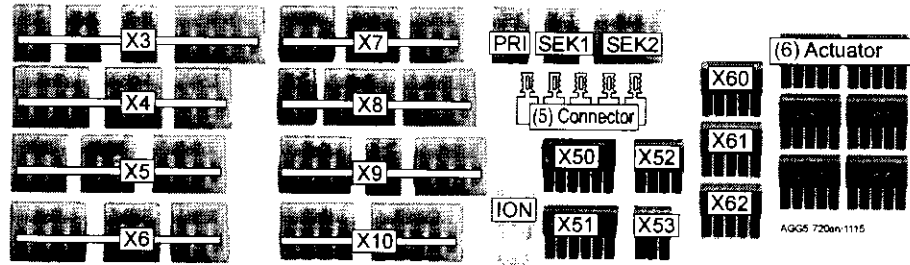 X3
X4
X5
X6
X7
X8
X9
X10
PRI SEK1 SEK2
(5) Connector
ION
X50
X51
X52
X53
X60
X61
X62
(6) Actuator
AGG5 720en-1115